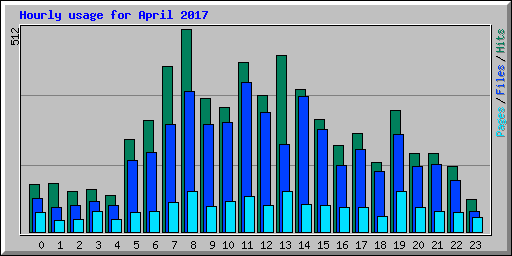 Hourly usage for April 2017
512
Pages / Files / Hits
0 1 2 3 4 5 6 7 8 9 10 11 12 13 14 15 16 17 18 19 20 21 22 23